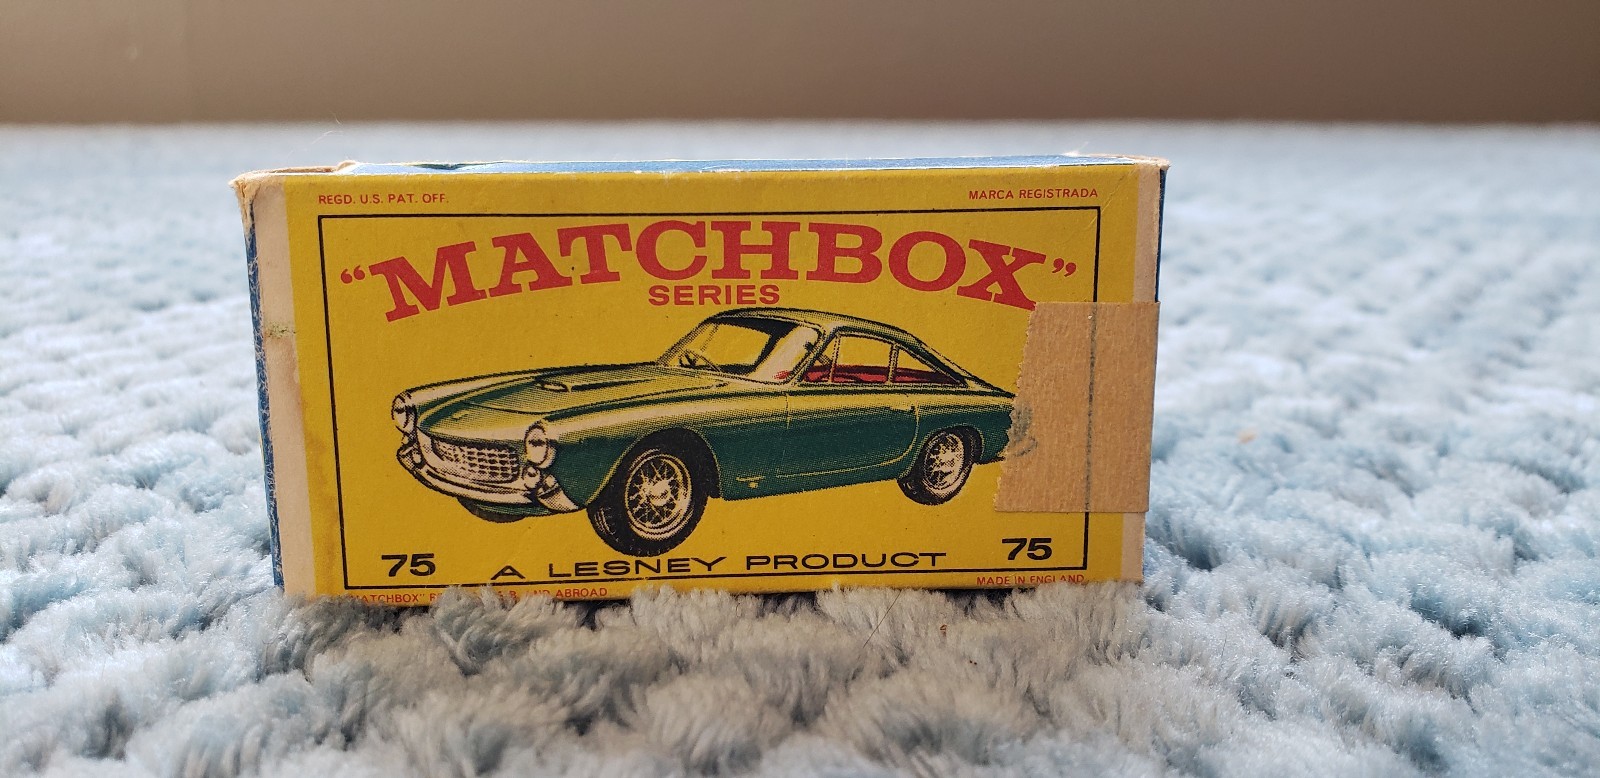 REGD. U.S. PAT. OFF.
MARCA REGISTRADA
“MATCHBOX”
SERIES
75
A LESNEY PRODUCT
75
MADE IN ENGLAND
MATCHBOX" AND ABROAD